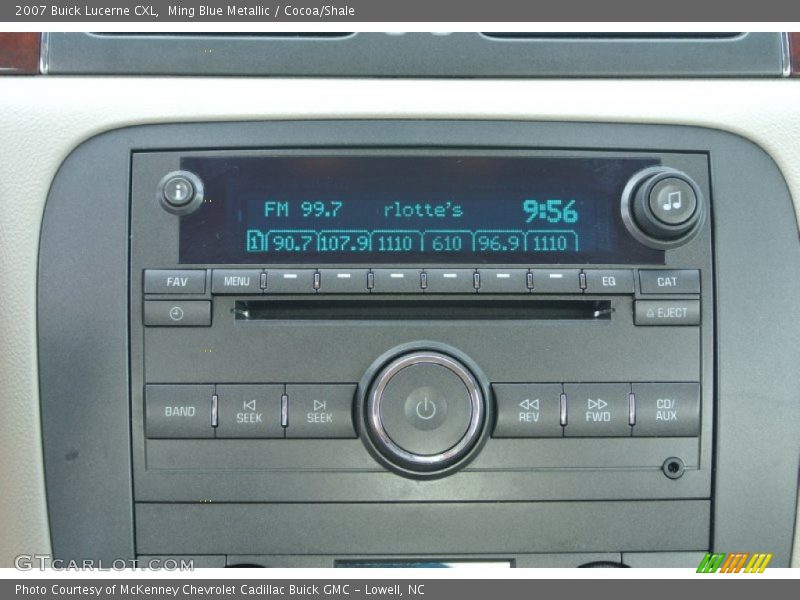 2007 Buick Lucerne CXL, Ming Blue Metallic / Cocoa/Shale
i
FM 99.7 rlotte's 9:56
1 90.7 107.9 1110 610 96.9 1110
FAV MENU EQ CAT
EJECT
BAND SEEK SEEK REV FWD CD/
AUX
GTCARLOT.COM
Photo Courtesy of McKenney Chevrolet Cadillac Buick GMC - Lowell, NC